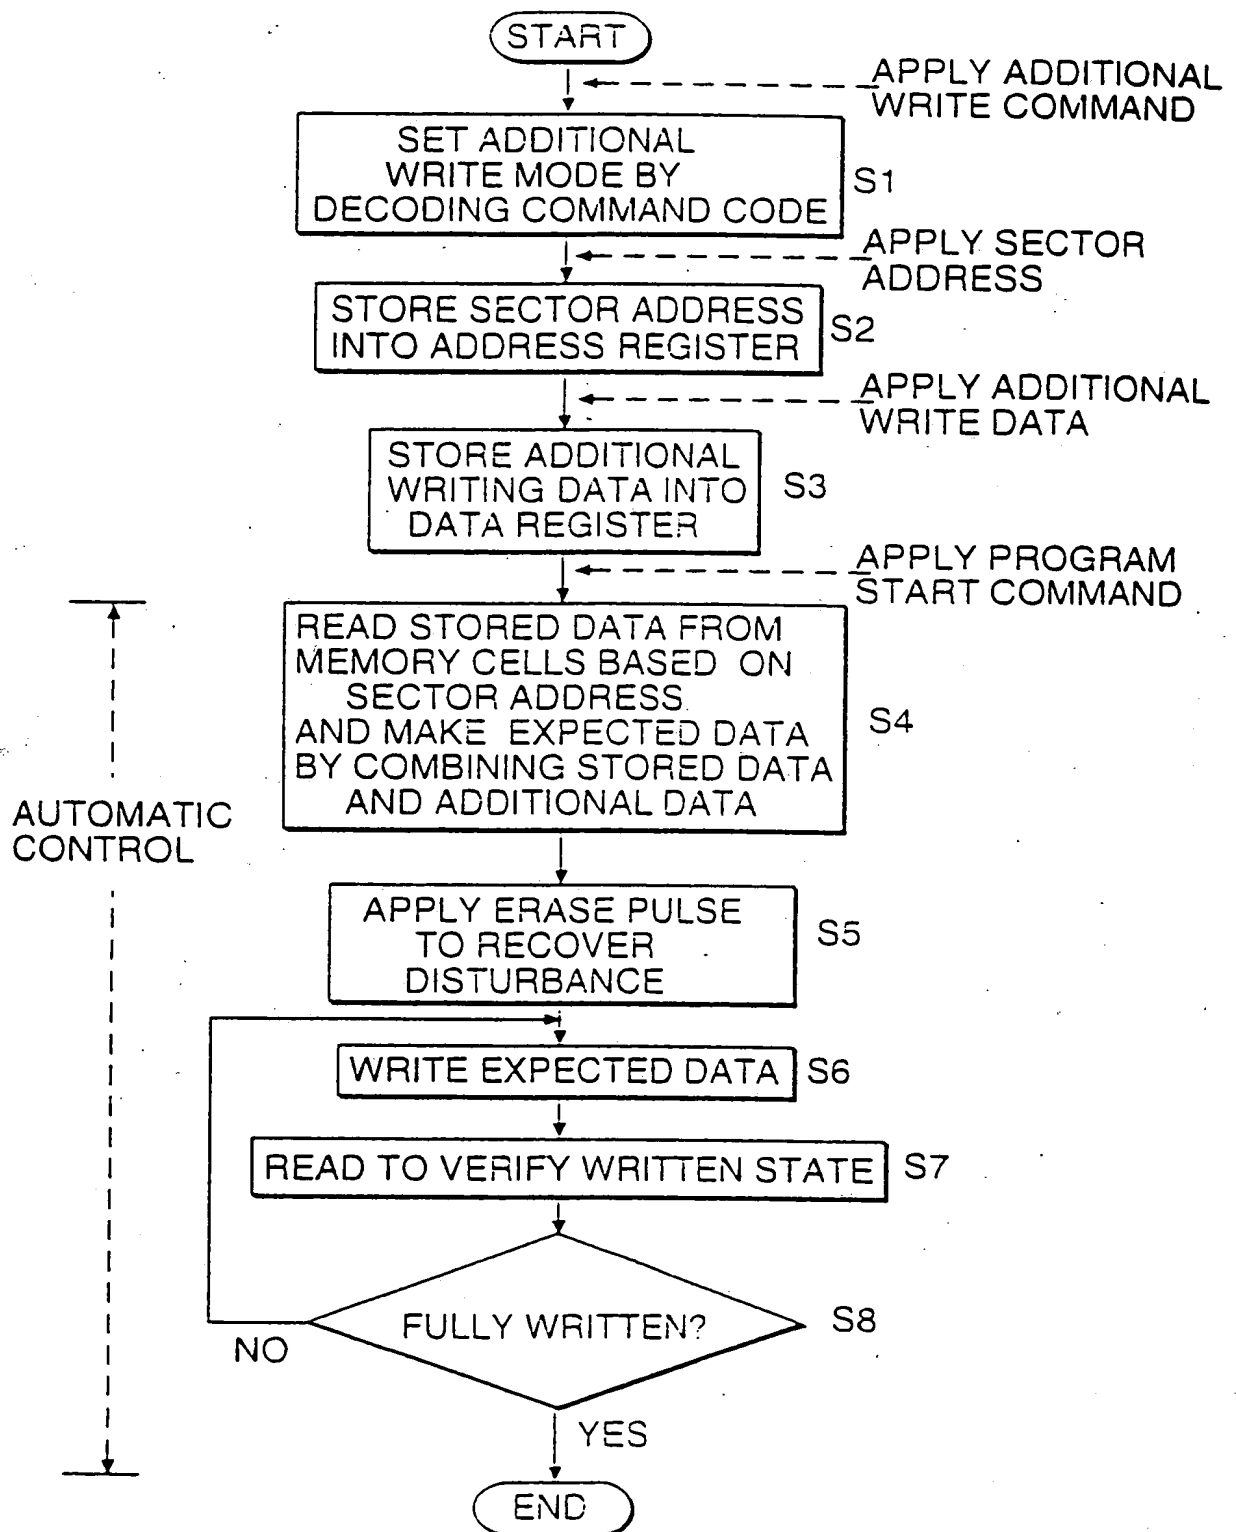 START
APPLY ADDITIONAL
WRITE COMMAND
SET ADDITIONAL
WRITE MODE BY
DECODING COMMAND CODE
S1
APPLY SECTOR
ADDRESS
STORE SECTOR ADDRESS
INTO ADDRESS REGISTER
S2
APPLY ADDITIONAL
WRITE DATA
STORE ADDITIONAL
WRITING DATA INTO
DATA REGISTER
S3
APPLY PROGRAM
START COMMAND
READ STORED DATA FROM
MEMORY CELLS BASED ON
SECTOR ADDRESS
AND MAKE EXPECTED DATA
BY COMBINING STORED DATA
AND ADDITIONAL DATA
S4
AUTOMATIC
CONTROL
APPLY ERASE PULSE
TO RECOVER
DISTURBANCE
S5
WRITE EXPECTED DATA
S6
READ TO VERIFY WRITTEN STATE
S7
FULLY WRITTEN?
S8
NO
YES
END